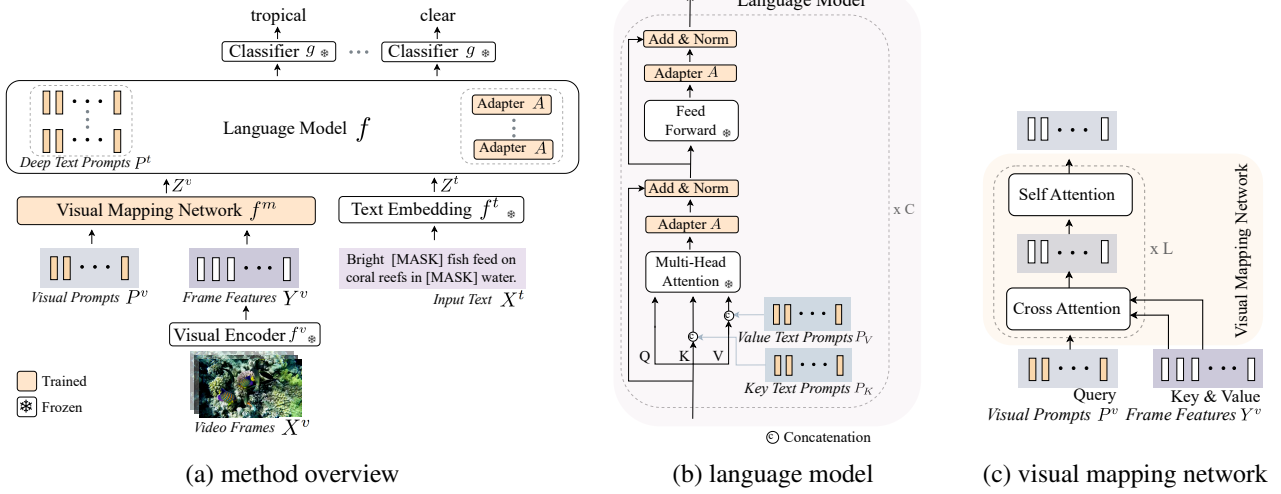 tropical
clear
Classifier g
Classifier g
Language Model f
Deep Text Prompts P^t
Adapter A
Adapter A
Z^v
Z^t
Visual Mapping Network f^m
Text Embedding f^t
Visual Prompts P^v
Frame Features Y^v
Bright [MASK] fish feed on
coral reefs in [MASK] water.
Input Text X^t
Visual Encoder f^v
Trained
Frozen
Video Frames X^v
(a) method overview
Language Model
Add & Norm
Adapter A
Feed
Forward
Add & Norm
Adapter A
Multi-Head
Attention
x C
C
C
Q
K
V
Value Text Prompts P_V
Key Text Prompts P_K
C Concatenation
(b) language model
Self Attention
x L
Cross Attention
Visual Mapping Network
Query
Visual Prompts P^v
Key & Value
Frame Features Y^v
(c) visual mapping network